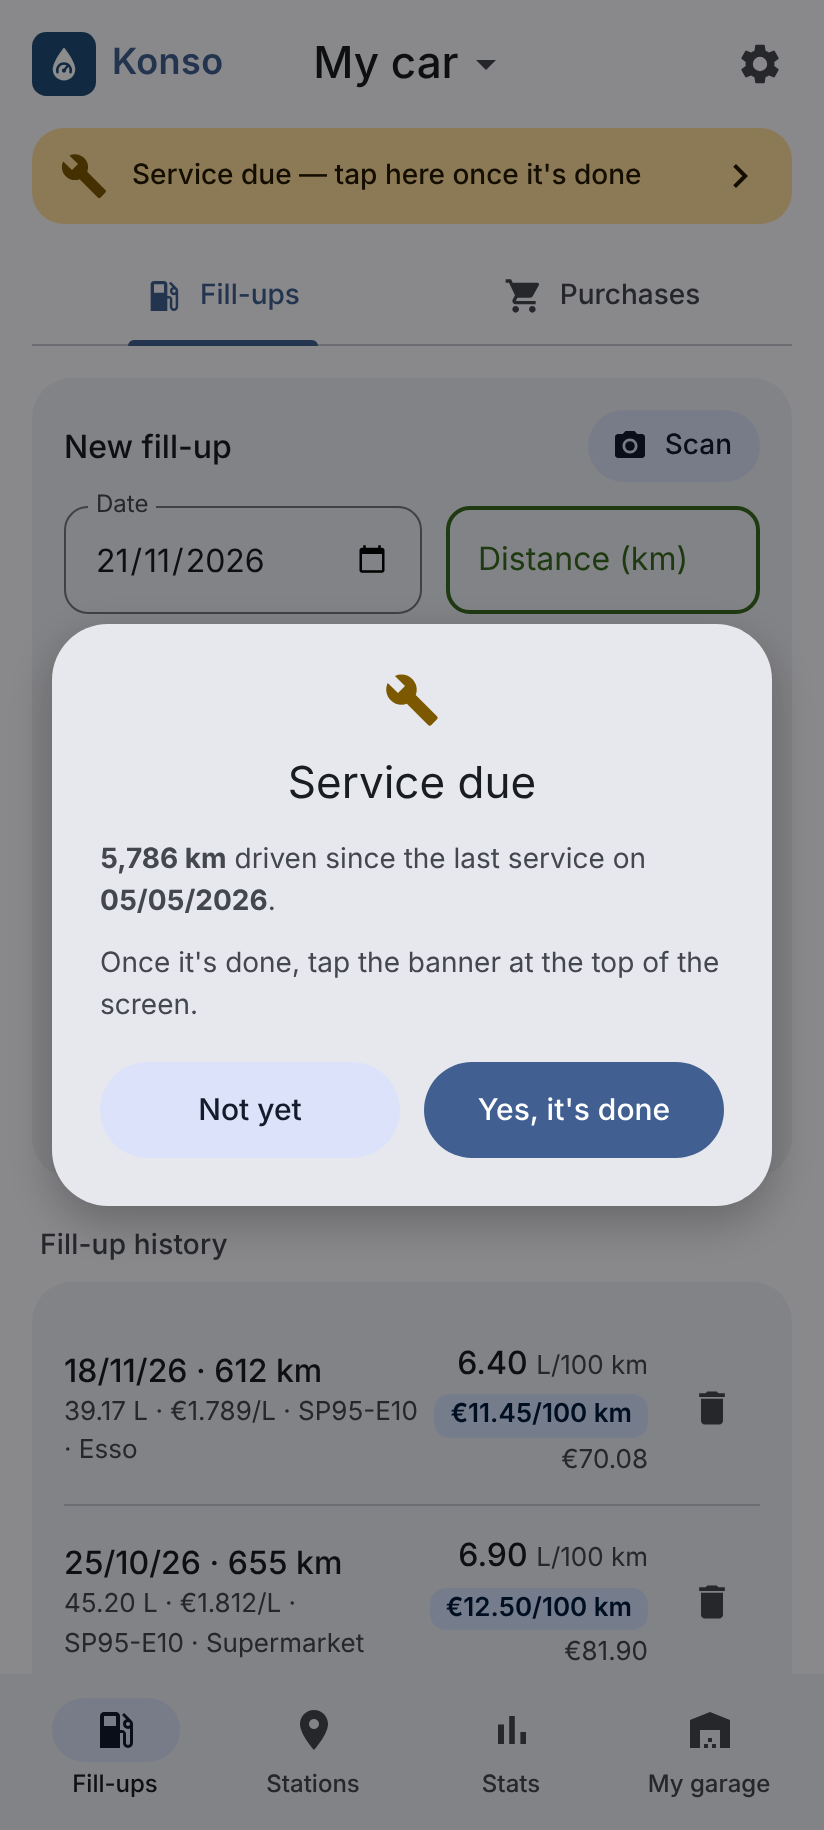 Konso
My car
Service due — tap here once it's done
Fill-ups
Purchases
New fill-up
Scan
Date
21/11/2026
Distance (km)
Service due
5,786 km driven since the last service on
05/05/2026.
Once it's done, tap the banner at the top of the
screen.
Not yet
Yes, it's done
Fill-up history
18/11/26 · 612 km
6.40 L/100 km
39.17 L · €1.789/L · SP95-E10
· Esso
€11.45/100 km
€70.08
25/10/26 · 655 km
6.90 L/100 km
45.20 L · €1.812/L ·
SP95-E10 · Supermarket
€12.50/100 km
€81.90
Fill-ups
Stations
Stats
My garage